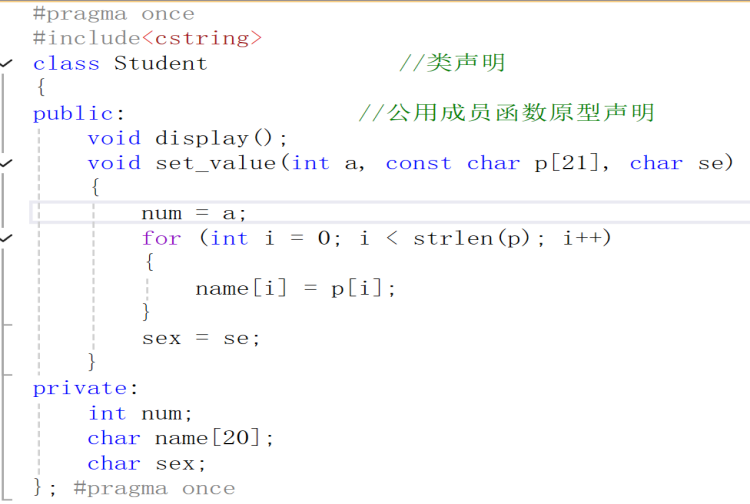 #pragma once
#include<cstring>
class Student //类声明
{
public: //公用成员函数原型声明
void display();
void set_value(int a, const char p[21], char se)
{
num = a;
for (int i = 0; i < strlen(p); i++)
{
name[i] = p[i];
}
sex = se;
}
private:
int num;
char name[20];
char sex;
}; #pragma once